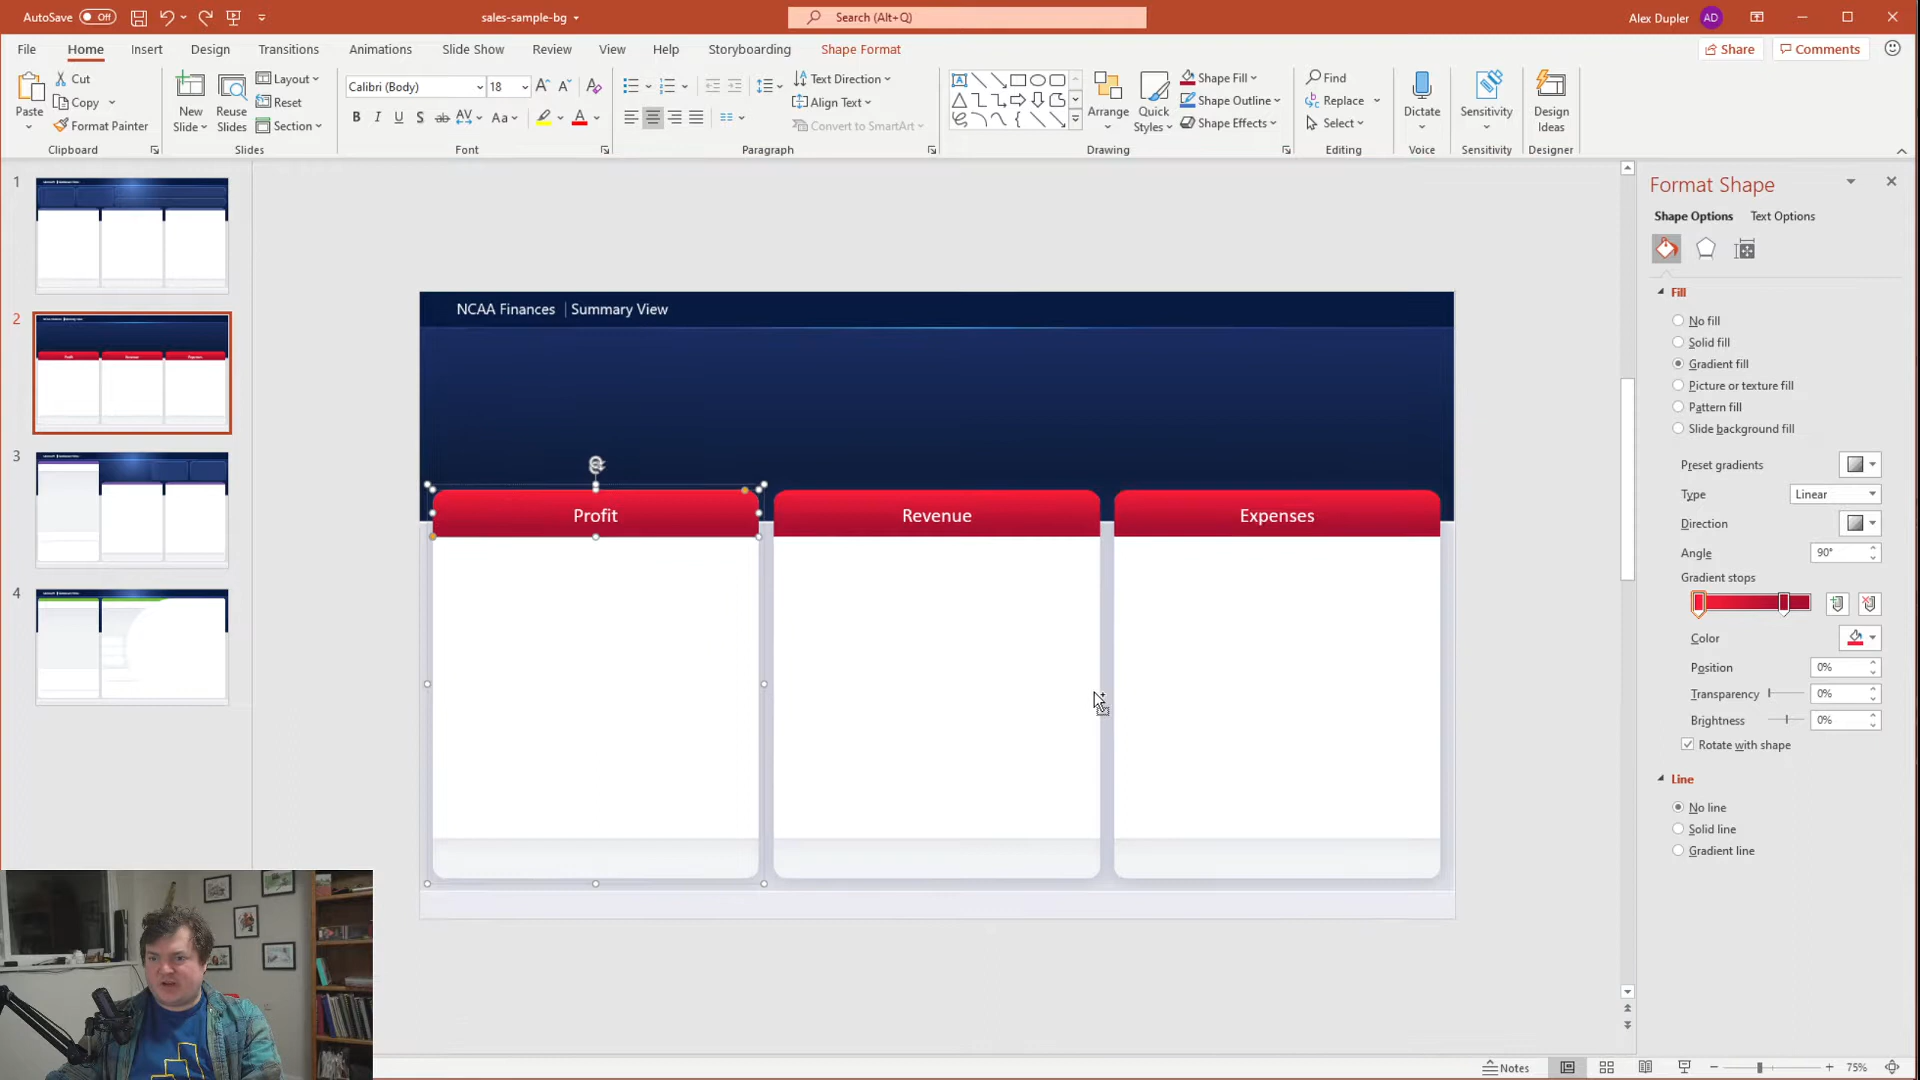 AutoSave Off sales-sample-bg Search (Alt+Q) Alex Dupler AD
File Home Insert Design Transitions Animations Slide Show Review View Help Storyboarding Shape Format Share Comments
Paste Cut Copy Format Painter Clipboard
New Slide Reuse Slides Layout Reset Section Slides
Calibri (Body) 18 Font
Text Direction Align Text Convert to SmartArt Paragraph
Arrange Quick Styles Shape Fill Shape Outline Shape Effects Drawing
Find Replace Select Editing
Dictate Voice
Sensitivity Sensitivity
Design Ideas Designer
1
2
3
4
NCAA Finances | Summary View
Profit Revenue Expenses
Format Shape
Shape Options Text Options
Fill
No fill
Solid fill
Gradient fill
Picture or texture fill
Pattern fill
Slide background fill
Preset gradients
Type Linear
Direction
Angle 90°
Gradient stops
Color
Position 0%
Transparency 0%
Brightness 0%
Rotate with shape
Line
No line
Solid line
Gradient line
Notes 75%